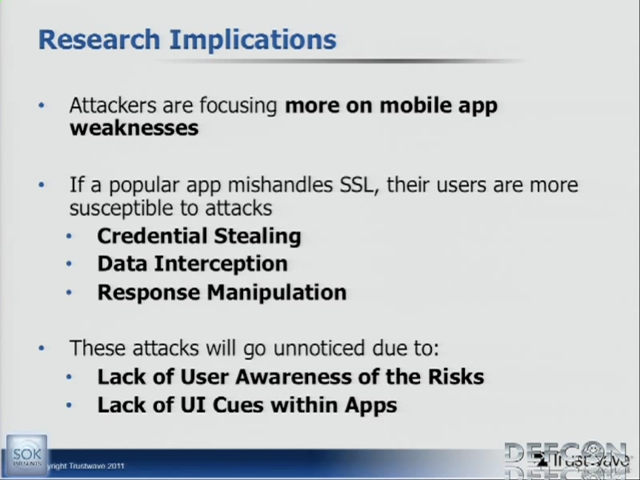 Research Implications
• Attackers are focusing more on mobile app
weaknesses
• If a popular app mishandles SSL, their users are more
susceptible to attacks
• Credential Stealing
• Data Interception
• Response Manipulation
• These attacks will go unnoticed due to:
• Lack of User Awareness of the Risks
• Lack of UI Cues within Apps
SOK
Trustwave 2011
DEFCON
Trustwave